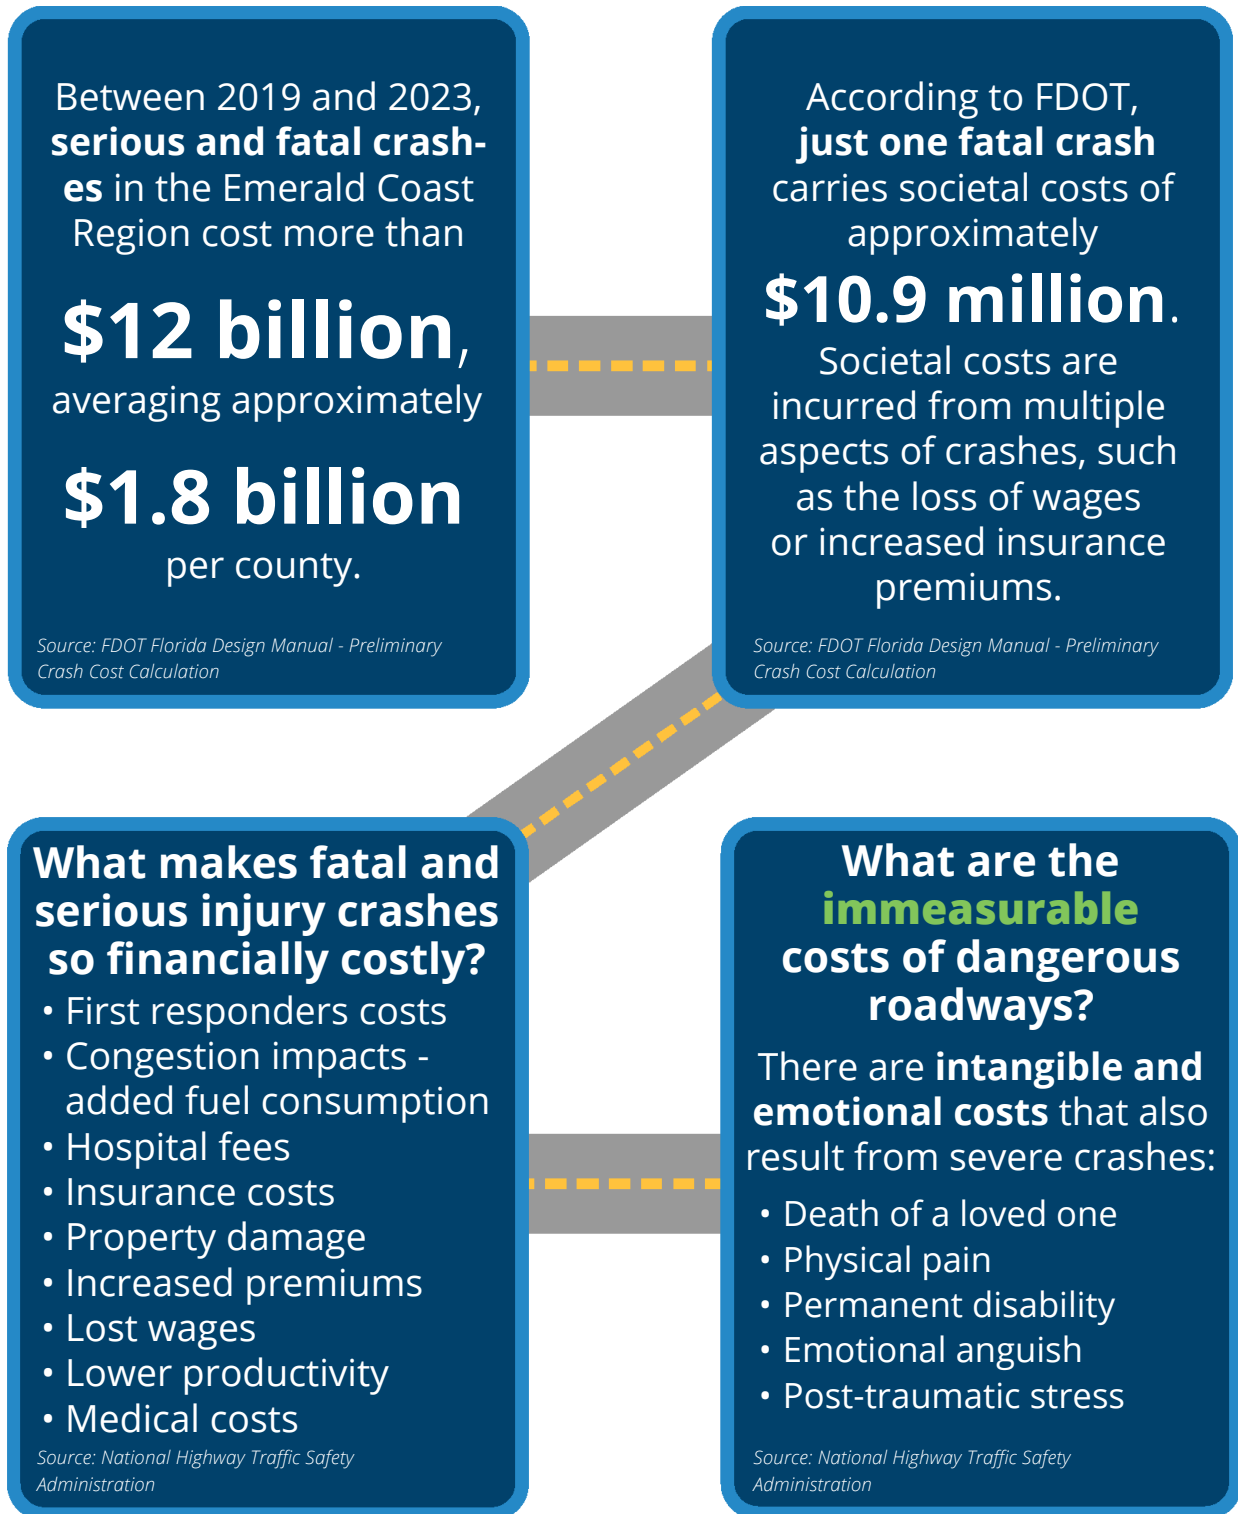 Between 2019 and 2023,
serious and fatal crash-
es in the Emerald Coast
Region cost more than
$12 billion,
averaging approximately
$1.8 billion
per county.
Source: FDOT Florida Design Manual - Preliminary
Crash Cost Calculation
According to FDOT,
just one fatal crash
carries societal costs of
approximately
$10.9 million.
Societal costs are
incurred from multiple
aspects of crashes, such
as the loss of wages
or increased insurance
premiums.
Source: FDOT Florida Design Manual - Preliminary
Crash Cost Calculation
What makes fatal and
serious injury crashes
so financially costly?
• First responders costs
• Congestion impacts -
added fuel consumption
• Hospital fees
• Insurance costs
• Property damage
• Increased premiums
• Lost wages
• Lower productivity
• Medical costs
Source: National Highway Traffic Safety
Administration
What are the
immeasurable
costs of dangerous
roadways?
There are intangible and
emotional costs that also
result from severe crashes:
• Death of a loved one
• Physical pain
• Permanent disability
• Emotional anguish
• Post-traumatic stress
Source: National Highway Traffic Safety
Administration